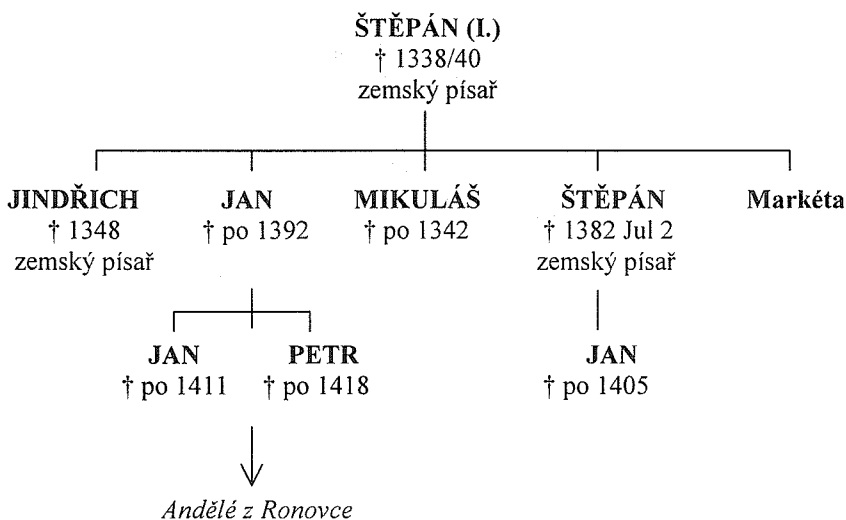 ŠTĚPÁN (I.)
† 1338/40
zemský písař
JINDŘICH
† 1348
zemský písař
JAN
† po 1392
MIKULÁŠ
† po 1342
ŠTĚPÁN
† 1382 Jul 2
zemský písař
Markéta
JAN
† po 1411
PETR
† po 1418
JAN
† po 1405
Andělé z Ronovce